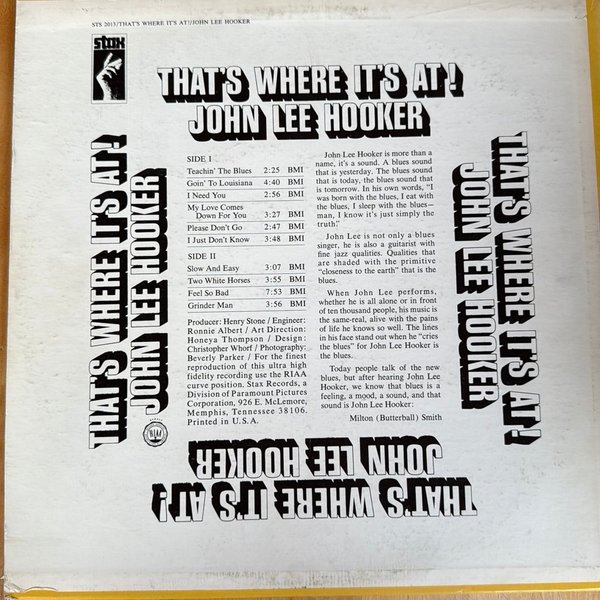 STS 2013/THAT'S WHERE IT'S AT!/JOHN LEE HOOKER
stax
THAT'S WHERE IT'S AT!
JOHN LEE HOOKER
SIDE I
Teachin' The Blues 2:25 BMI
Goin' To Louisiana 4:40 BMI
I Need You 2:56 BMI
My Love Comes
Down For You 3:27 BMI
Please Don't Go 2:47 BMI
I Just Don't Know 3:48 BMI
SIDE II
Slow And Easy 3:07 BMI
Two White Horses 3:55 BMI
Feel So Bad 7:53 BMI
Grinder Man 3:56 BMI
Producer: Henry Stone / Engineer:
Ronnie Albert / Art Direction:
Honeya Thompson / Design:
Christopher Whorf / Photography:
Beverly Parker / For the finest
reproduction of this ultra high
fidelity recording use the RIAA
curve position. Stax Records, a
Division of Paramount Pictures
Corporation, 926 E. McLemore,
Memphis, Tennessee 38106.
Printed in U.S.A.
John Lee Hooker is more than a
name, it's a sound. A blues sound
that is yesterday. The blues sound
that is today, the blues sound that
is tomorrow. In his own words, "I
was born with the blues, I eat with
the blues, I sleep with the blues—
man, I know it's just simply the
truth!"
John Lee is not only a blues
singer, he is also a guitarist with
fine jazz qualities. Qualities that
are shaded with the primitive
"closeness to the earth" that is the
blues.
When John Lee performs,
whether he is all alone or in front
of ten thousand people, his music is
the same-real, alive with the pains
of life he knows so well. The lines
in his face stand out when he "cries
the blues" for John Lee Hooker is
the blues.
Today people talk of the new
blues, but after hearing John Lee
Hooker, we know that blues is a
feeling, a mood, a sound, and that
sound is John Lee Hooker:
Milton (Butterball) Smith
THAT'S WHERE IT'S AT!
JOHN LEE HOOKER
THAT'S WHERE IT'S AT!
JOHN LEE HOOKER
THAT'S WHERE IT'S AT!
JOHN LEE HOOKER
RIAA